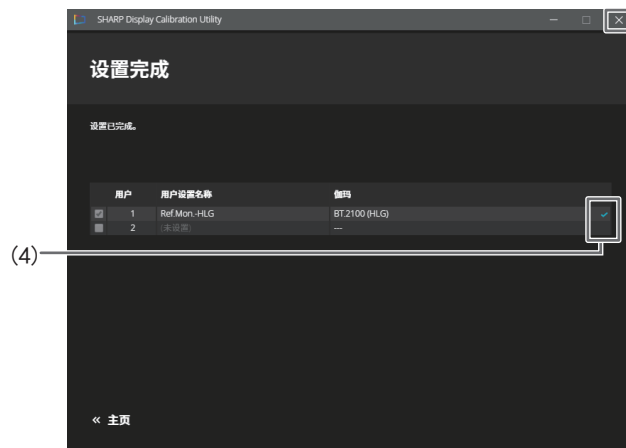 SHARP Display Calibration Utility
设置完成
设置已完成。
用户 用户设置名称 伽玛
1 Ref.Mon.-HLG BT.2100 (HLG)
2 (未设置) ---
(4)
« 主页